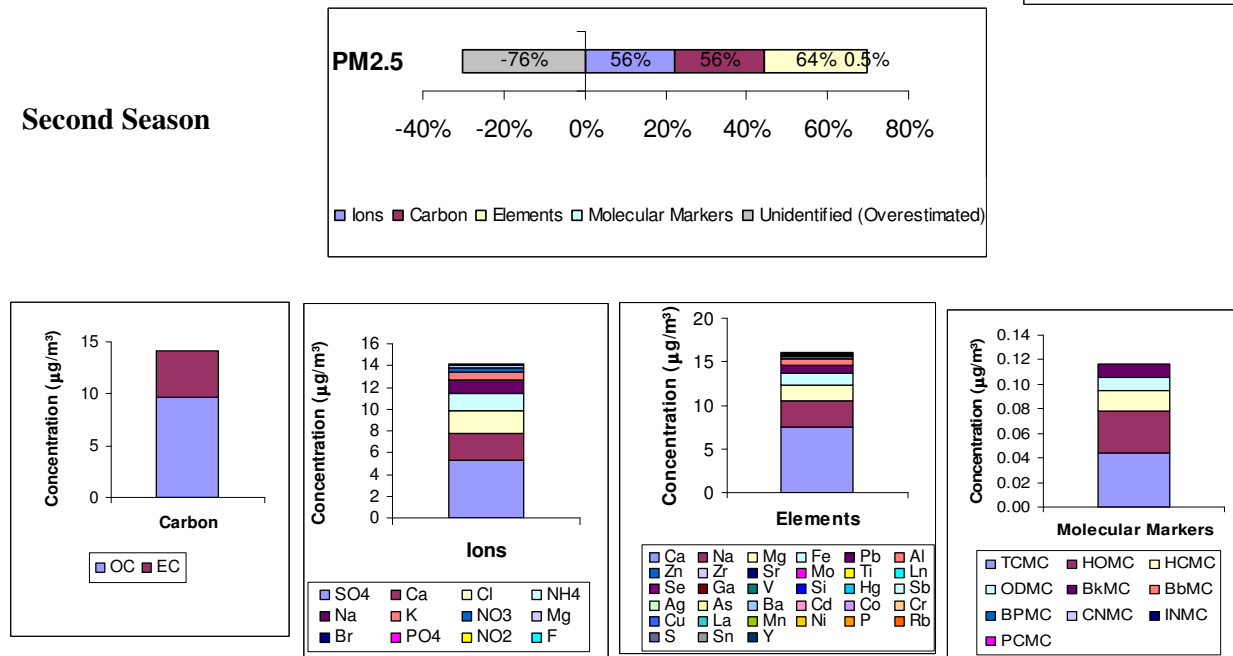 PM2.5
-76% 56% 56% 64% 0.5%
-40% -20% 0% 20% 40% 60% 80%
Ions Carbon Elements Molecular Markers Unidentified (Overestimated)
Second Season
Concentration (µg/m³)
15
10
5
0
Carbon
OC EC
Concentration (µg/m³)
16
14
12
10
8
6
4
2
0
Ions
SO4 Ca Cl NH4
Na K NO3 Mg
Br PO4 NO2 F
Concentration (µg/m³)
20
15
10
5
0
Elements
Ca Na Mg Fe Pb Al
Zn Zr Sr Mo Ti Ln
Se Ga V Si Hg Sb
Ag As Ba Cd Co Cr
Cu La Mn Ni P Rb
S Sn Y
Concentration (µg/m³)
0.14
0.12
0.10
0.08
0.06
0.04
0.02
0.00
Molecular Markers
TCMC HOMC HCMC
ODMC BkMC BbMC
BPMC CNMC INMC
PCMC